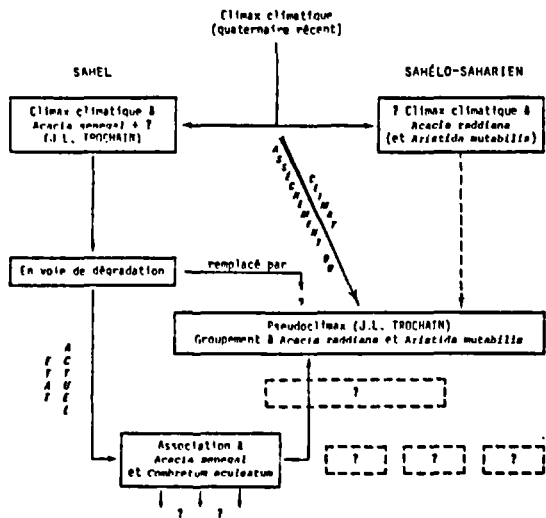 Climax climatique
(quaternaire récent)
SAHEL
SAHÉLO-SAHARIEN
Climax climatique à
Acacia senegal + ?
(J.L. TROCHAIN)
? Climax climatique à
Acacia raddiana
(et Aristida mutabilis)
ASSECHEMENT DU
CLIMAT
En voie de dégradation
remplacé par
?
Pseudoclimax (J.L. TROCHAIN)
Groupement à Acacia raddiana et Aristida mutabilis
ETAT
ACTUEL
?
Association à
Acacia senegal
et Combretum aculeatum
? ? ?
? ?